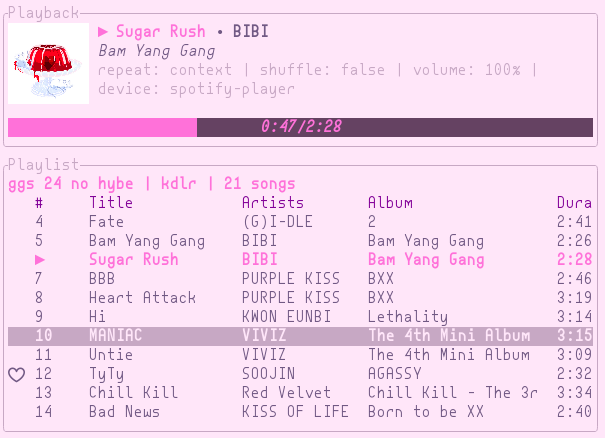 Playback
▶ Sugar Rush • BIBI
Bam Yang Gang
repeat: context | shuffle: false | volume: 100% |
device: spotify-player
0:47/2:28
Playlist
ggs 24 no hybe | kdlr | 21 songs
# Title Artists Album Dura
4 Fate (G)I-DLE 2 2:41
5 Bam Yang Gang BIBI Bam Yang Gang 2:26
▶ Sugar Rush BIBI Bam Yang Gang 2:28
7 BBB PURPLE KISS BXX 2:46
8 Heart Attack PURPLE KISS BXX 3:19
9 Hi KWON EUNBI Lethality 3:14
10 MANIAC VIVIZ The 4th Mini Album 3:15
11 Untie VIVIZ The 4th Mini Album 3:09
♡ 12 TyTy SOOJIN AGASSY 2:32
13 Chill Kill Red Velvet Chill Kill - The 3r 3:34
14 Bad News KISS OF LIFE Born to be XX 2:40